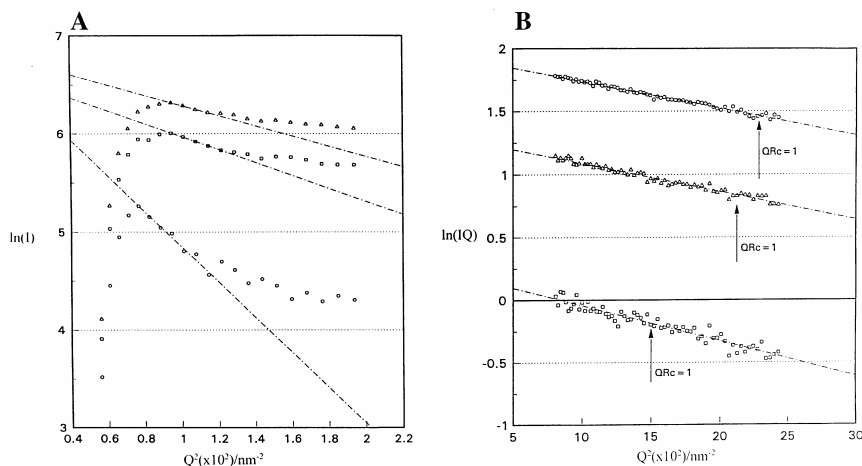 A
7
6
5
4
3
ln(I)
0.4 0.6 0.8 1 1.2 1.4 1.6 1.8 2 2.2
Q²(x10²)/nm⁻²
B
2
1.5
1
0.5
0
-0.5
-1
ln(IQ)
QRc = 1
QRc = 1
QRc = 1
5 10 15 20 25 30
Q²(x10²)/nm⁻²